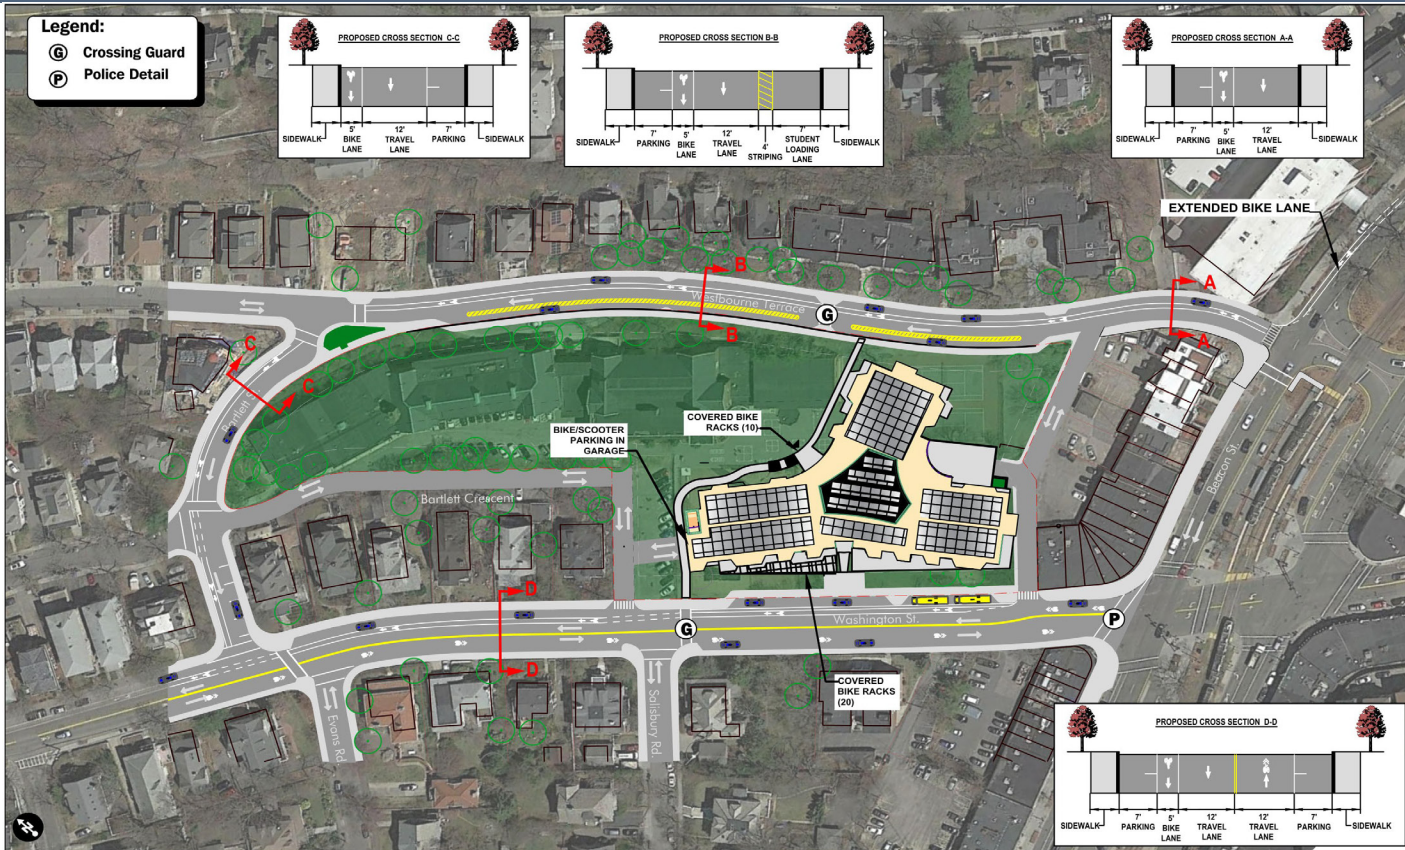 Legend:
G Crossing Guard
P Police Detail
PROPOSED CROSS SECTION C-C
SIDEWALK
5'
BIKE
LANE
12'
TRAVEL
LANE
7'
PARKING
SIDEWALK
PROPOSED CROSS SECTION B-B
SIDEWALK
7'
PARKING
5'
BIKE
LANE
12'
TRAVEL
LANE
4'
STRIPING
7'
STUDENT
LOADING
LANE
SIDEWALK
PROPOSED CROSS SECTION A-A
SIDEWALK
7'
PARKING
5'
BIKE
LANE
12'
TRAVEL
LANE
SIDEWALK
EXTENDED BIKE LANE
B
B
A
A
Westbourne Terrace
G
C
C
Bartlett St.
COVERED BIKE
RACKS (10)
BIKE/SCOOTER
PARKING IN
GARAGE
Bartlett Crescent
Beacon St.
D
D
G
Washington St.
P
COVERED
BIKE RACKS
(20)
Evans Rd
Salisbury Rd
PROPOSED CROSS SECTION D-D
SIDEWALK
7'
PARKING
5'
BIKE
LANE
12'
TRAVEL
LANE
12'
TRAVEL
LANE
7'
PARKING
SIDEWALK
N